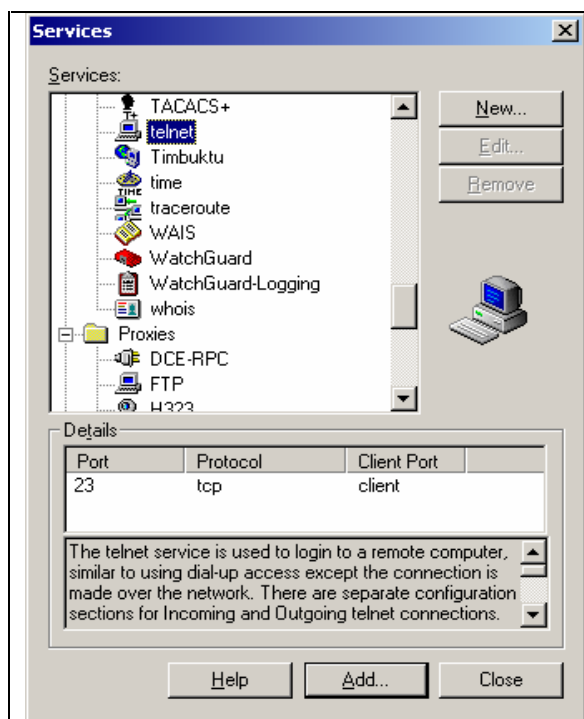 Services
Services:
TACACS+
telnet
Timbuktu
TIME time
traceroute
WAIS
WatchGuard
WatchGuard-Logging
whois
Proxies
DCE-RPC
FTP
H323
New...
Edit...
Remove
Details
Port Protocol Client Port
23 tcp client
The telnet service is used to login to a remote computer,
similar to using dial-up access except the connection is
made over the network. There are separate configuration
sections for Incoming and Outgoing telnet connections.
Help Add... Close